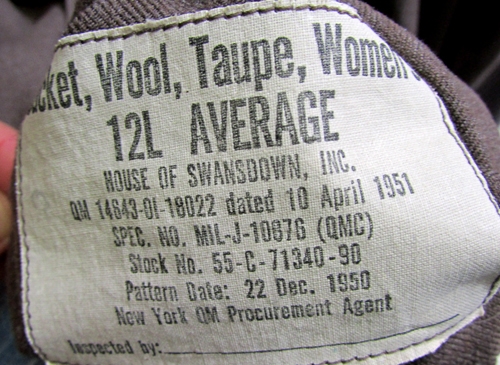 Jacket, Wool, Taupe, Women's
12L AVERAGE
HOUSE OF SWANSDOWN, INC.
QM 14643-OI-18022 dated 10 April 1951
SPEC. NO. MIL-J-10676 (QMC)
Stock No. 55-C-71340-90
Pattern Date: 22 Dec. 1950
New York QM Procurement Agent
Inspected by: